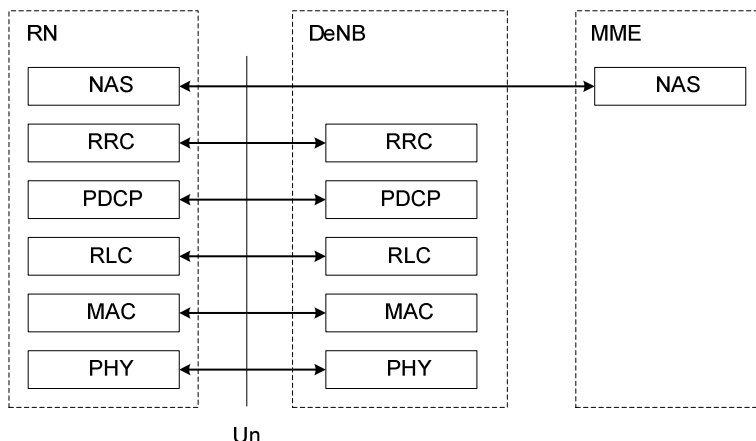 RN DeNB MME
NAS NAS
RRC RRC
PDCP PDCP
RLC RLC
MAC MAC
PHY PHY
Un